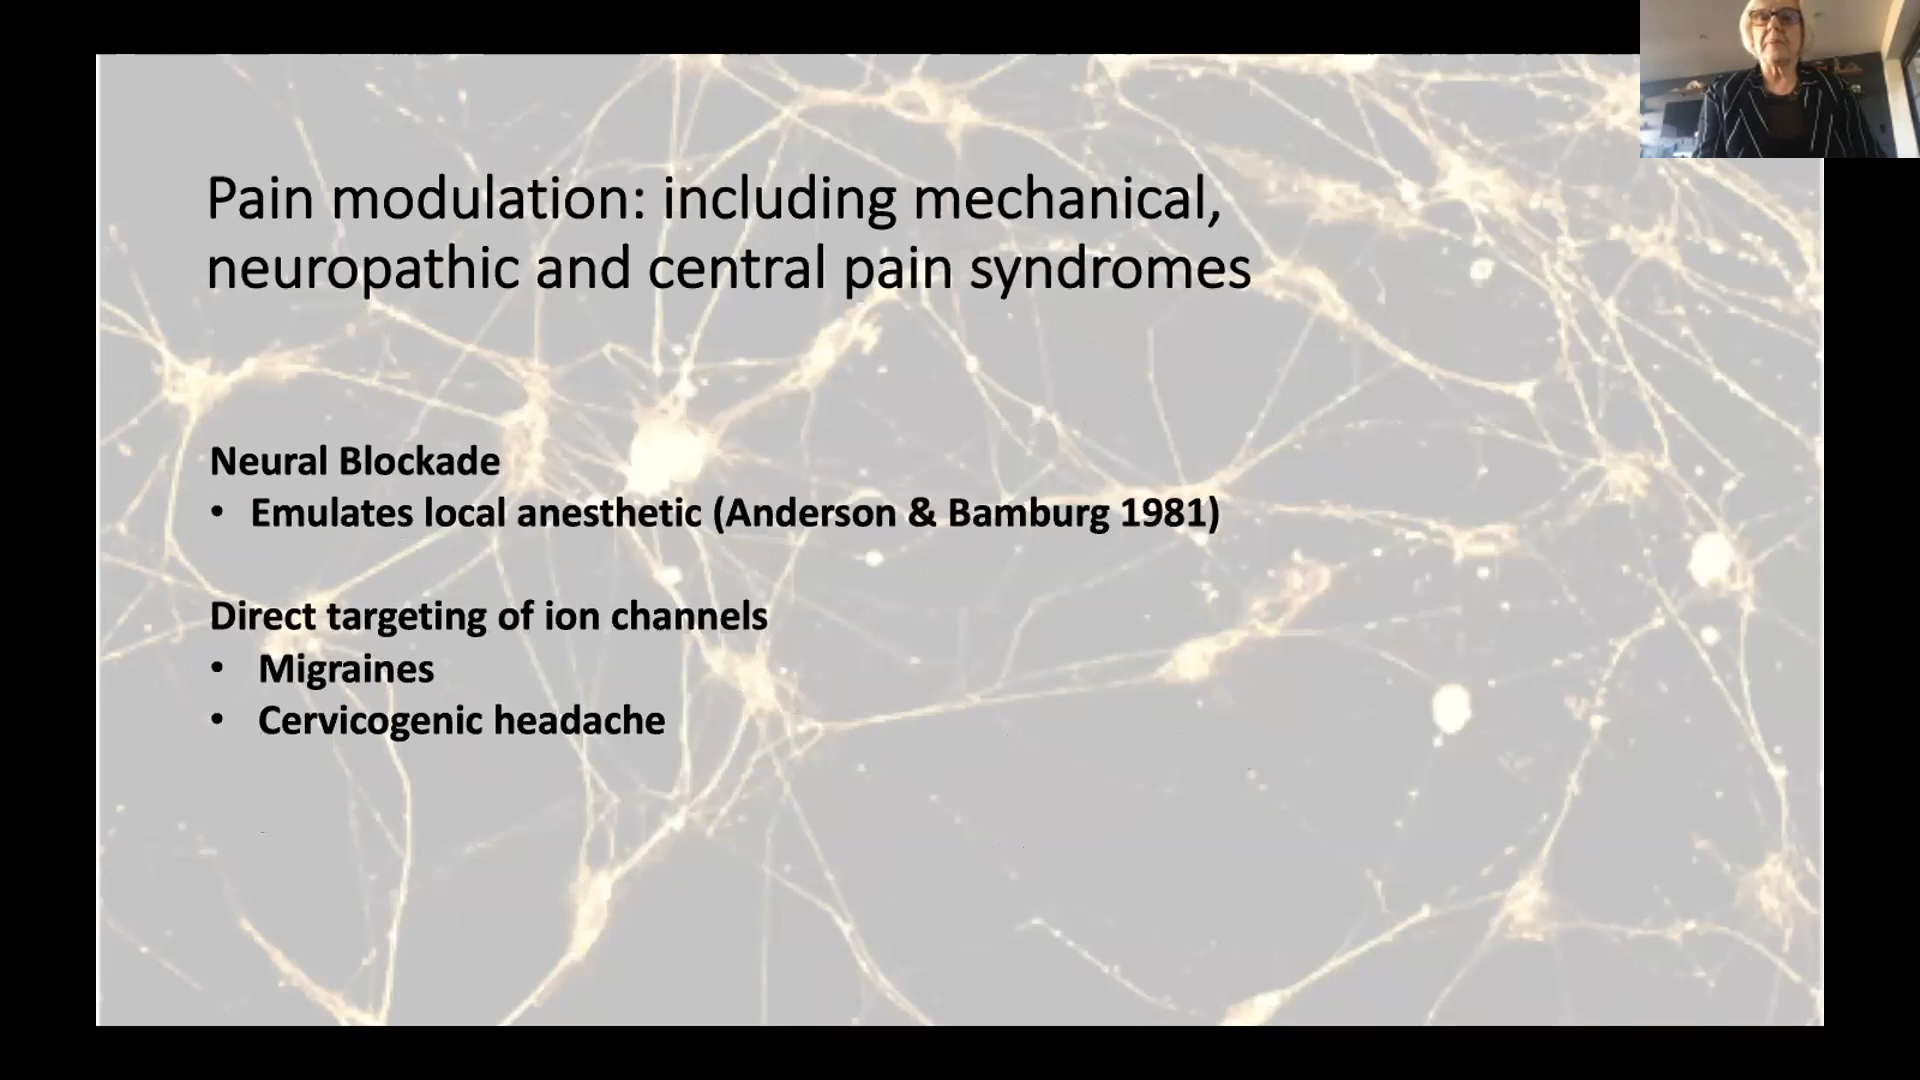 Pain modulation: including mechanical,
neuropathic and central pain syndromes
Neural Blockade
• Emulates local anesthetic (Anderson & Bamburg 1981)
Direct targeting of ion channels
• Migraines
• Cervicogenic headache